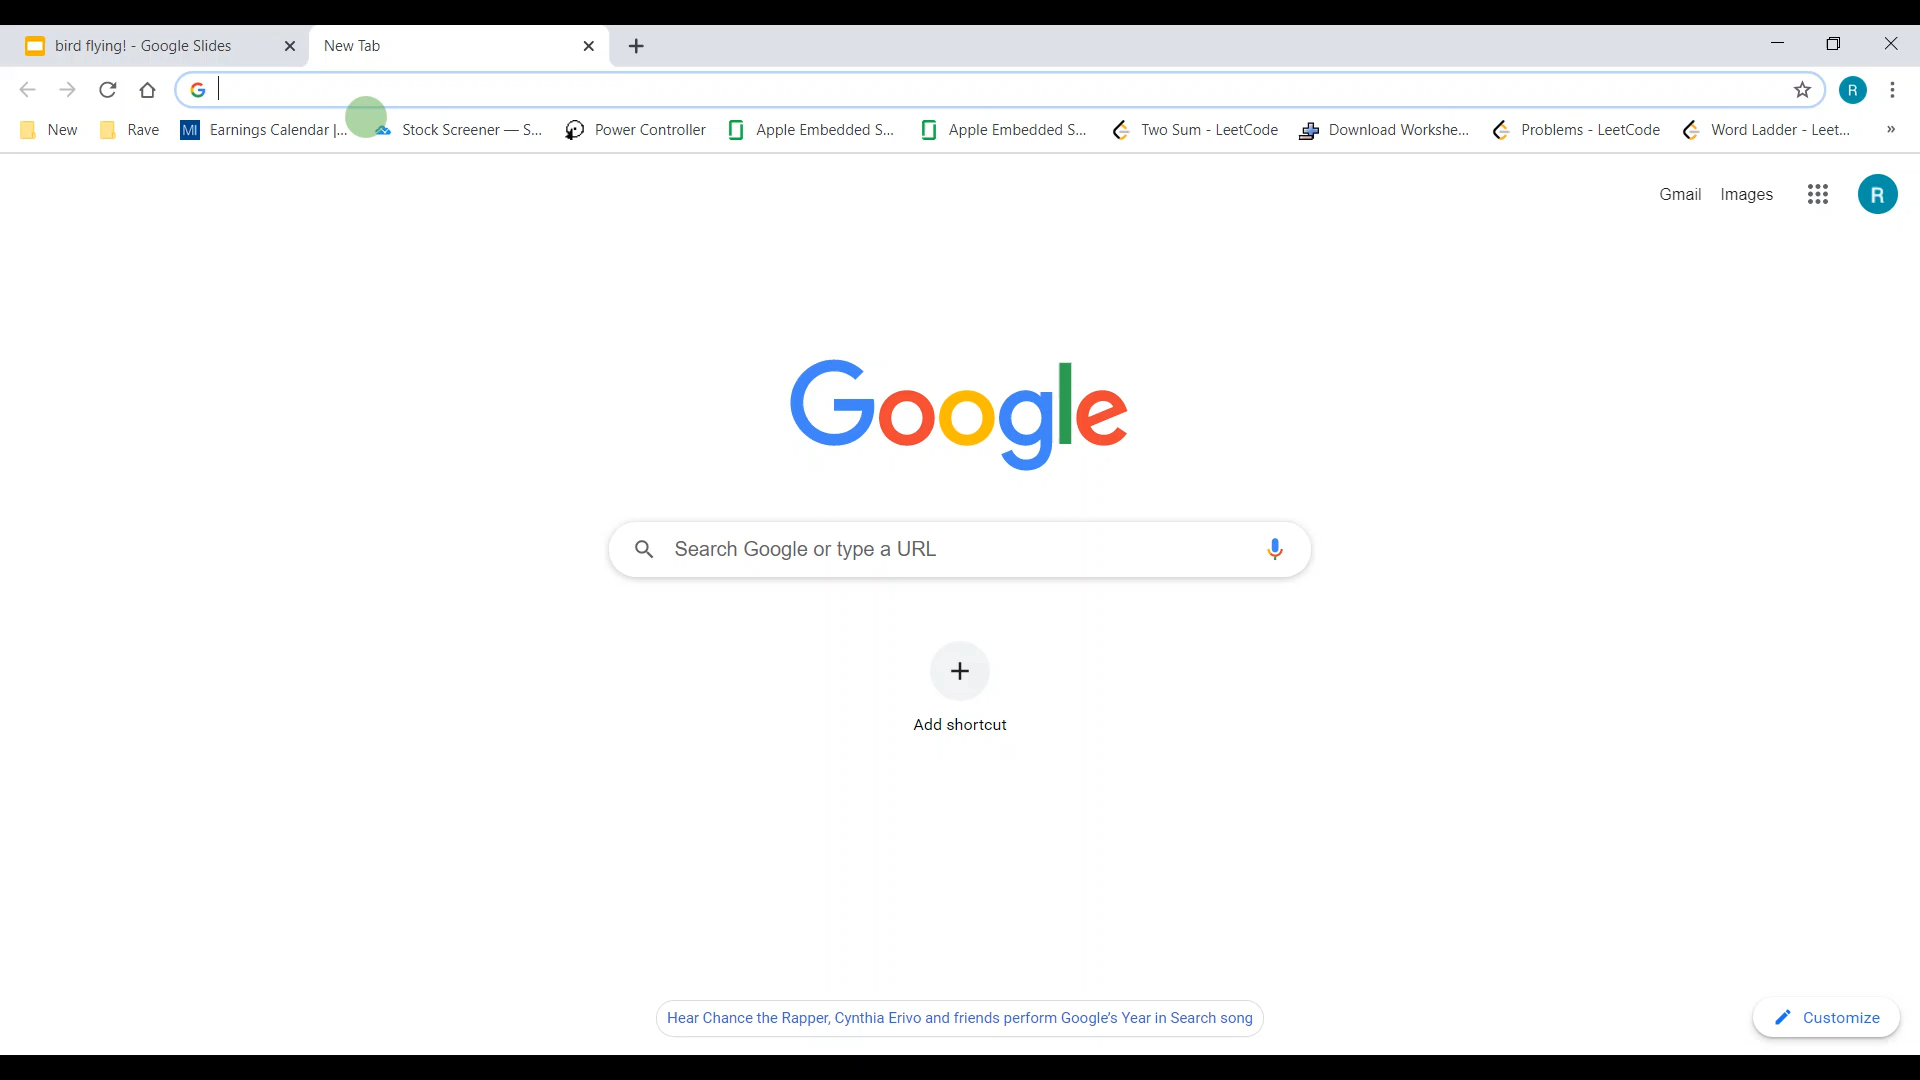 bird flying! - Google Slides
New Tab
New
Rave
MI Earnings Calendar |...
Stock Screener — S...
Power Controller
Apple Embedded S...
Apple Embedded S...
Two Sum - LeetCode
Download Workshe...
Problems - LeetCode
Word Ladder - Leet...
»
R
Gmail
Images
R
Google
Search Google or type a URL
Add shortcut
Hear Chance the Rapper, Cynthia Erivo and friends perform Google's Year in Search song
Customize